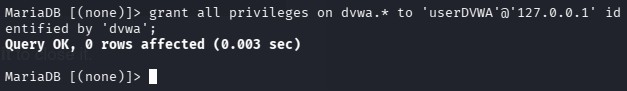 MariaDB [(none)]> grant all privileges on dvwa.* to 'userDVWA'@'127.0.0.1' id
entified by 'dvwa';
Query OK, 0 rows affected (0.003 sec)
MariaDB [(none)]>